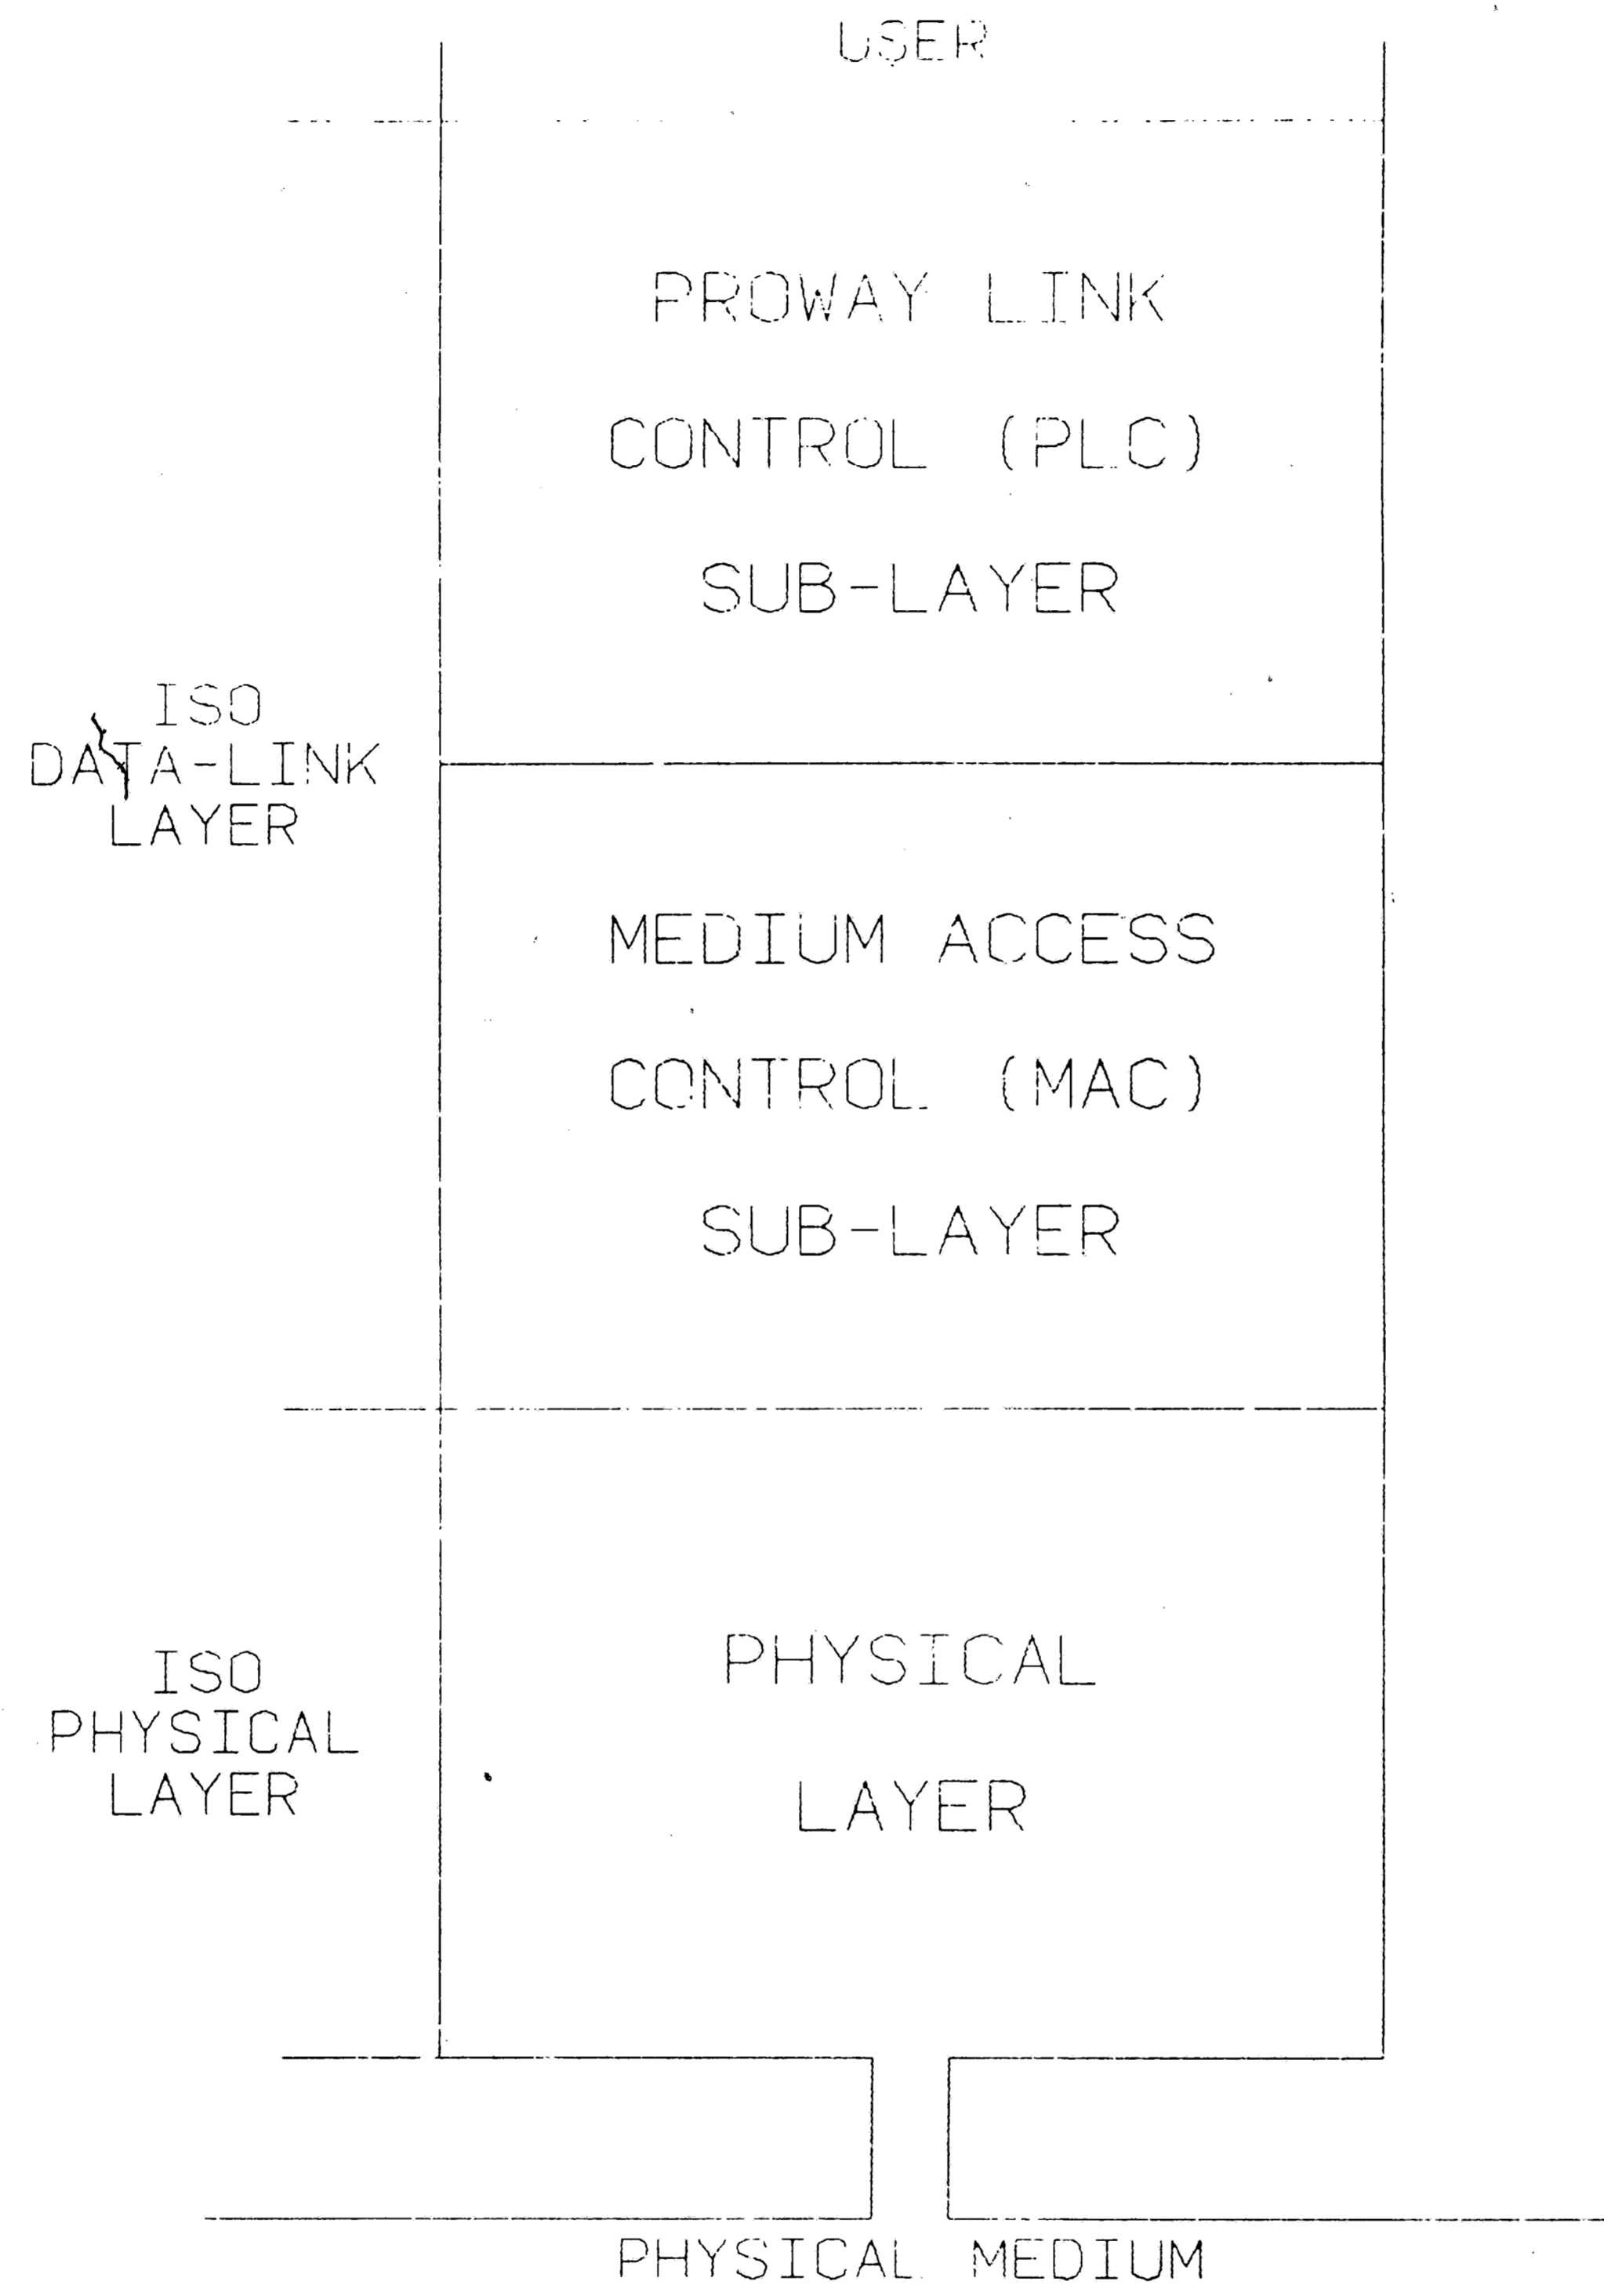 USER
PROWAY LINK
CONTROL (PLC)
SUB-LAYER
ISO
DATA-LINK
LAYER
MEDIUM ACCESS
CONTROL (MAC)
SUB-LAYER
PHYSICAL
LAYER
ISO
PHYSICAL
LAYER
PHYSICAL MEDIUM